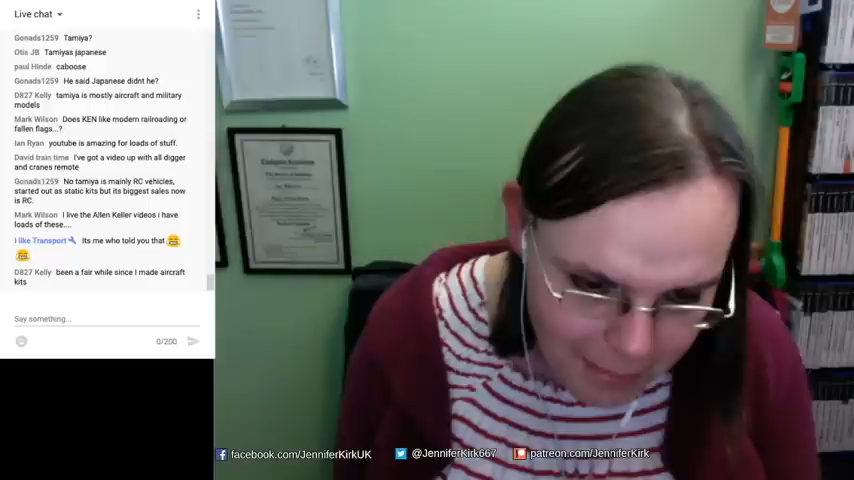 Live chat
Gonads1259 Tamiya?
Otis JB Tamiyas japanese
paul Hinde caboose
Gonads1259 He said Japanese didnt he?
D827 Kelly tamiya is mostly aircraft and military
models
Mark Wilson Does KEN like modern railroading or
fallen flags...?
Ian Ryan youtube is amazing for loads of stuff.
David train time I've got a video up with all digger
and cranes remote
Gonads1259 No tamiya is mainly RC vehicles,
started out as static kits but its biggest sales now
is RC.
Mark Wilson I live the Allen Keller videos i have
loads of these....
I like Transport Its me who told you that 😂
😂
D827 Kelly been a fair while since I made aircraft
kits
Say something...
0/200
facebook.com/JenniferKirkUK
@JenniferKirk667
patreon.com/JenniferKirk